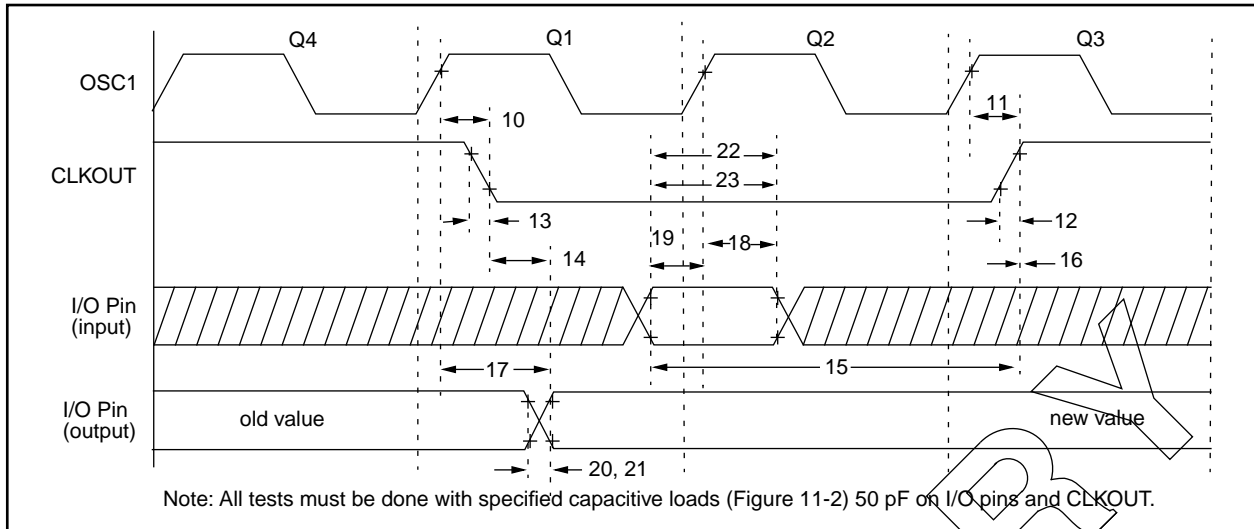 Q4 Q1 Q2 Q3
OSC1
10 11
22
CLKOUT
23
13 12
19 18
14 16
I/O Pin
(input)
17 15
I/O Pin
(output)
old value new value
20, 21
Note: All tests must be done with specified capacitive loads (Figure 11-2) 50 pF on I/O pins and CLKOUT.
R Y